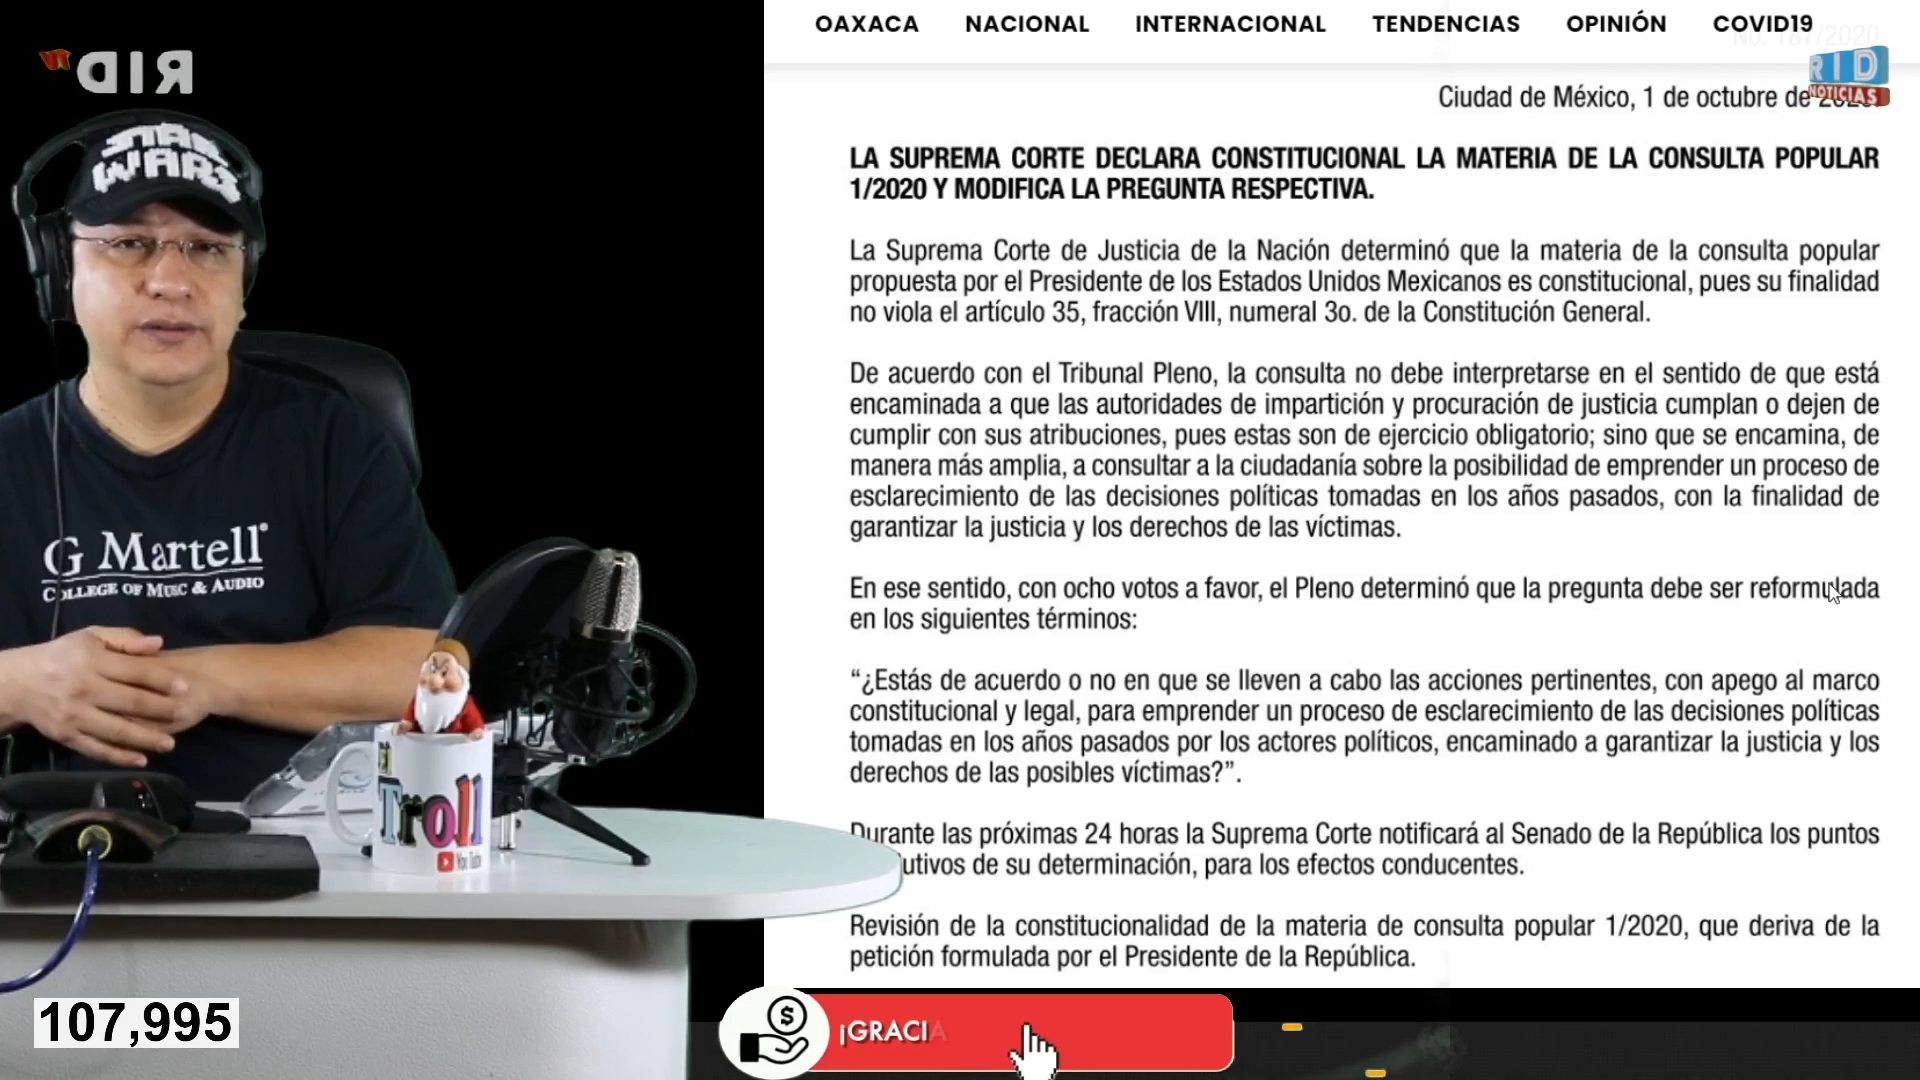 OAXACA NACIONAL INTERNACIONAL TENDENCIAS OPINIÓN COVID19
No. 187/2020
RID
RID
NOTICIAS
Ciudad de México, 1 de octubre de 2020.
LA SUPREMA CORTE DECLARA CONSTITUCIONAL LA MATERIA DE LA CONSULTA POPULAR
1/2020 Y MODIFICA LA PREGUNTA RESPECTIVA.
La Suprema Corte de Justicia de la Nación determinó que la materia de la consulta popular
propuesta por el Presidente de los Estados Unidos Mexicanos es constitucional, pues su finalidad
no viola el artículo 35, fracción VIII, numeral 3o. de la Constitución General.
De acuerdo con el Tribunal Pleno, la consulta no debe interpretarse en el sentido de que está
encaminada a que las autoridades de impartición y procuración de justicia cumplan o dejen de
cumplir con sus atribuciones, pues estas son de ejercicio obligatorio; sino que se encamina, de
manera más amplia, a consultar a la ciudadanía sobre la posibilidad de emprender un proceso de
esclarecimiento de las decisiones políticas tomadas en los años pasados, con la finalidad de
garantizar la justicia y los derechos de las víctimas.
En ese sentido, con ocho votos a favor, el Pleno determinó que la pregunta debe ser reformulada
en los siguientes términos:
“¿Estás de acuerdo o no en que se lleven a cabo las acciones pertinentes, con apego al marco
constitucional y legal, para emprender un proceso de esclarecimiento de las decisiones políticas
tomadas en los años pasados por los actores políticos, encaminado a garantizar la justicia y los
derechos de las posibles víctimas?”.
Durante las próximas 24 horas la Suprema Corte notificará al Senado de la República los puntos
utivos de su determinación, para los efectos conducentes.
Revisión de la constitucionalidad de la materia de consulta popular 1/2020, que deriva de la
petición formulada por el Presidente de la República.
STAR
WARS
G Martell
COLLEGE OF MUSIC & AUDIO
el
Troll
YouTube
107,995
¡GRACIA